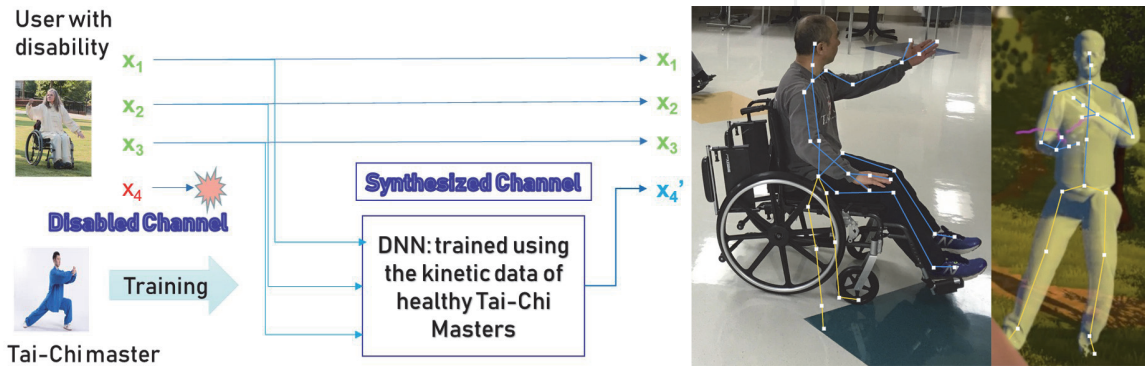 User with
disability
x₁
x₁
x₂
x₂
x₃
x₃
x₄
Synthesized Channel
x₄'
Disabled Channel
DNN: trained using
the kinetic data of
healthy Tai-Chi
Masters
Training
Tai-Chi master